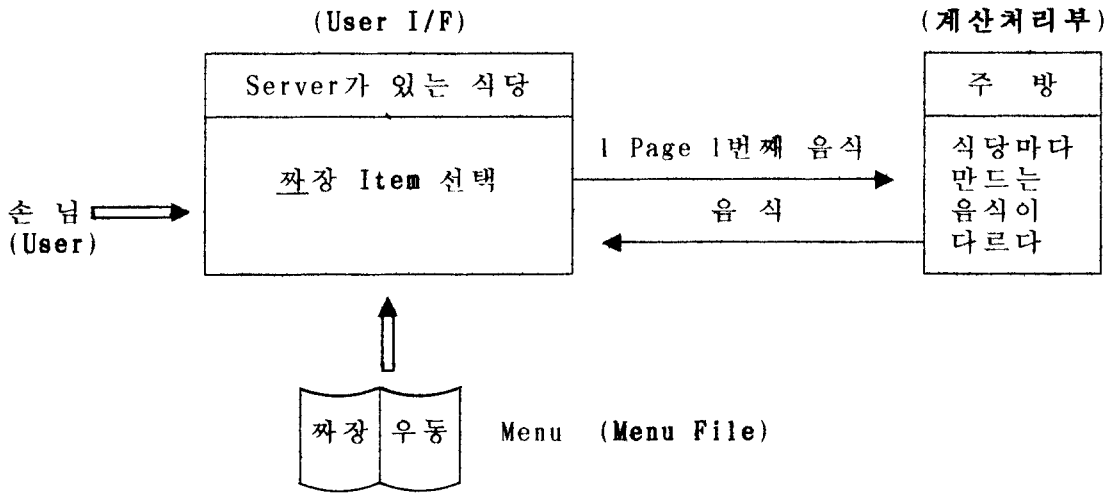 (User I/F)
(계산처리부)
Server가 있는 식당
주 방
짜장 Item 선택
1 Page 1번째 음식
음 식
식당마다
만드는
음식이
다르다
손 님
(User)
짜장 우동
Menu (Menu File)